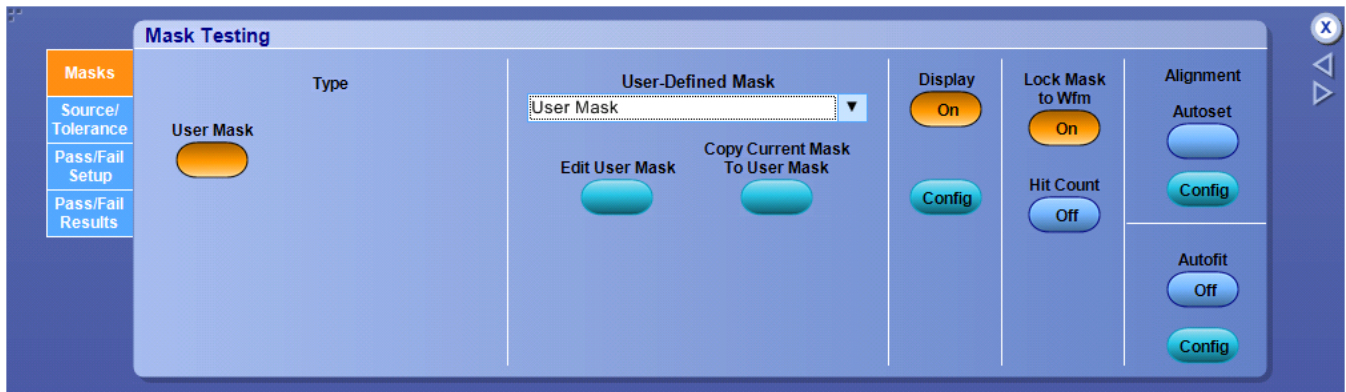 Mask Testing
X
Masks
Source/
Tolerance
Pass/Fail
Setup
Pass/Fail
Results
Type
User Mask
User-Defined Mask
User Mask
Edit User Mask
Copy Current Mask
To User Mask
Display
On
Config
Lock Mask
to Wfm
On
Hit Count
Off
Alignment
Autoset
Config
Autofit
Off
Config